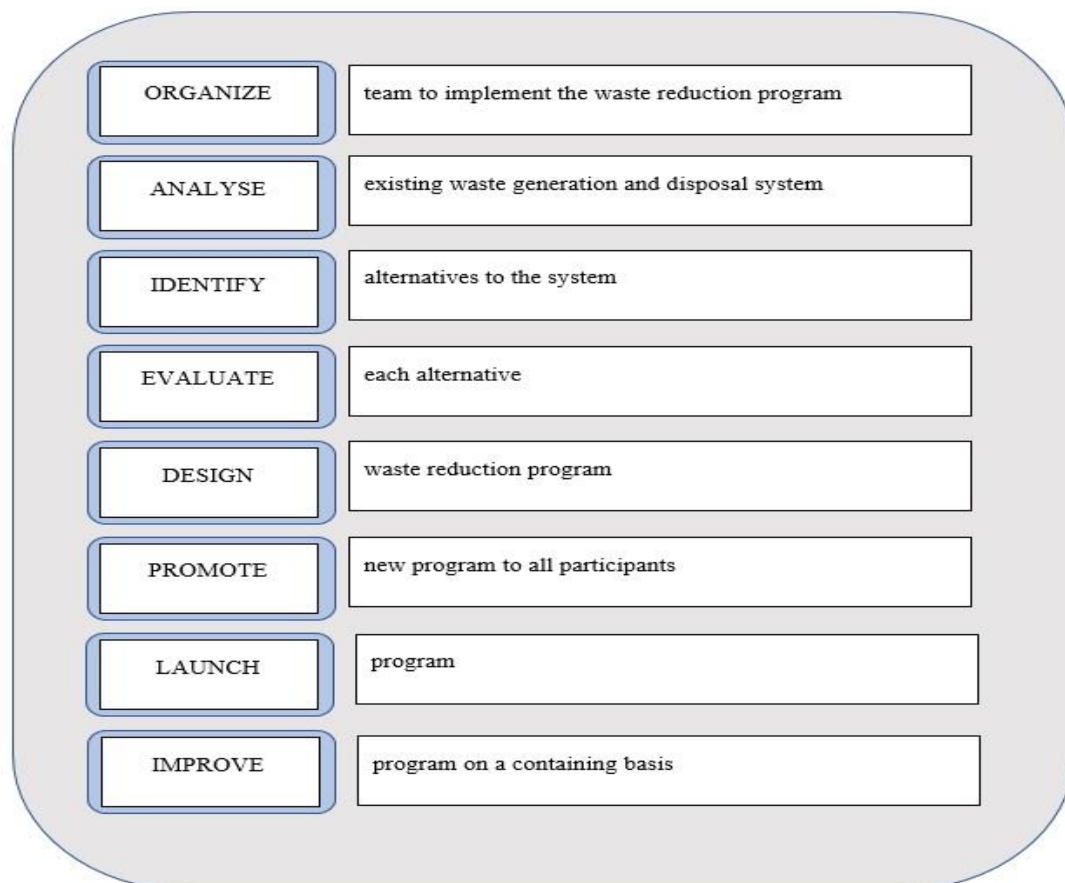 ORGANIZE team to implement the waste reduction program
ANALYSE existing waste generation and disposal system
IDENTIFY alternatives to the system
EVALUATE each alternative
DESIGN waste reduction program
PROMOTE new program to all participants
LAUNCH program
IMPROVE program on a containing basis